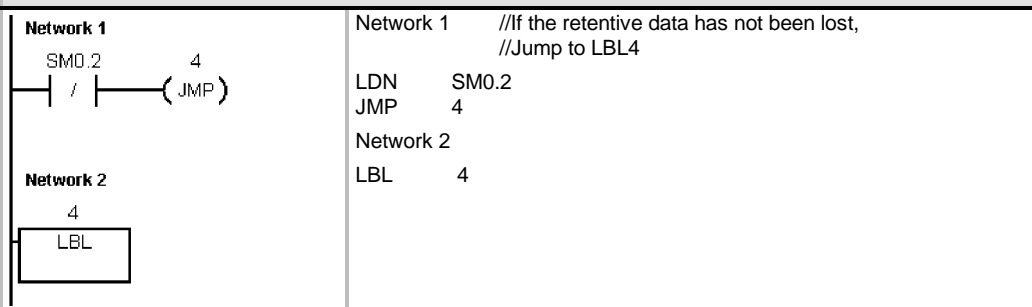 Network 1
SM0.2 4
/ JMP
Network 2
4
LBL
Network 1 //If the retentive data has not been lost,
//Jump to LBL4
LDN SM0.2
JMP 4
Network 2
LBL 4